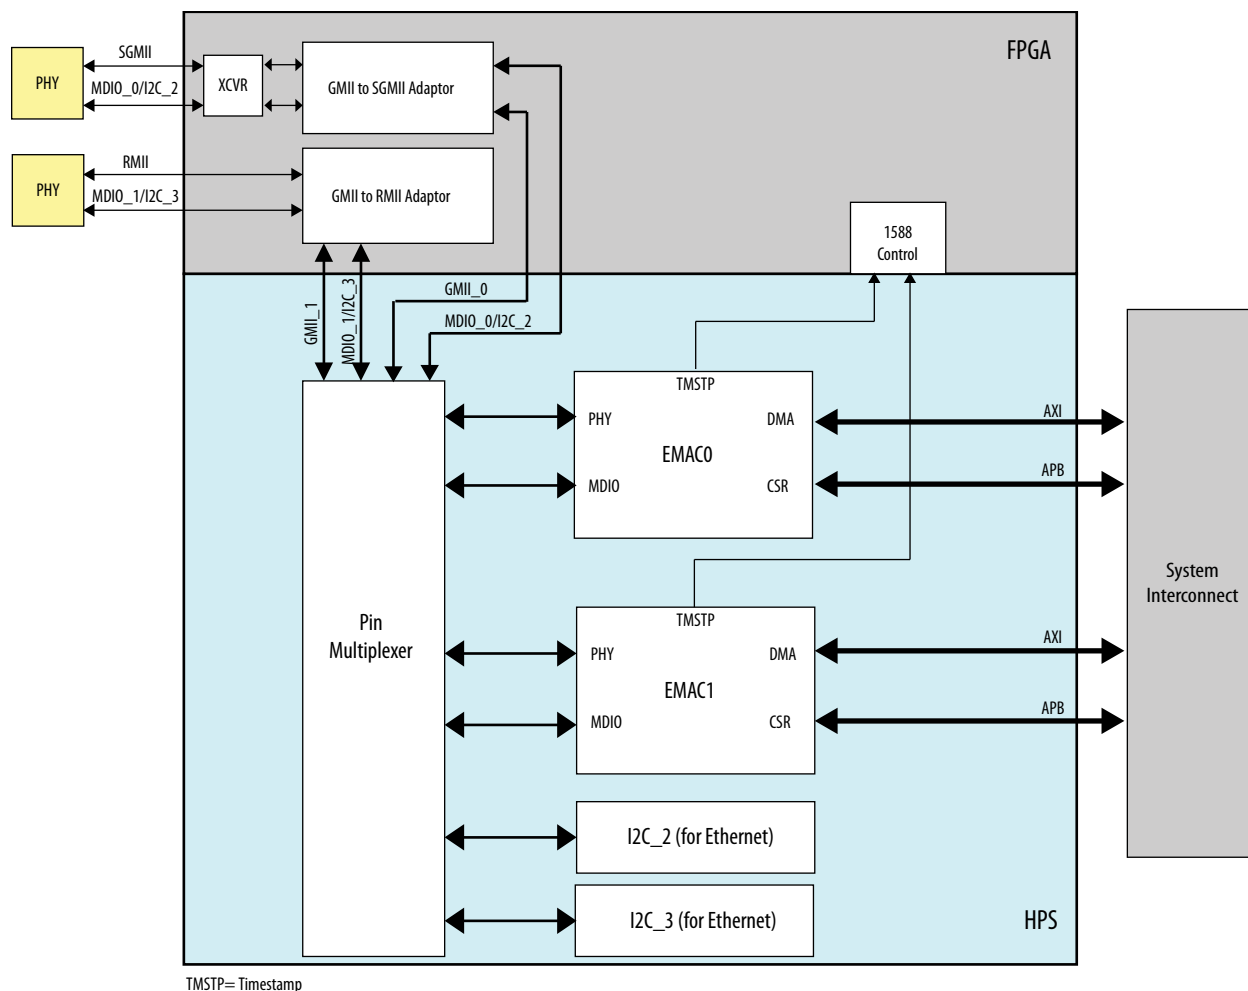 FPGA
SGMII
PHY
MDIO_0/I2C_2
XCVR
GMII to SGMII Adaptor
RMII
PHY
MDIO_1/I2C_3
GMII to RMII Adaptor
1588
Control
GMII_1
MDIO_1/I2C_3
GMII_0
MDIO_0/I2C_2
TMSTP
PHY
DMA
AXI
EMAC0
MDIO
CSR
APB
System
Interconnect
Pin
Multiplexer
TMSTP
PHY
DMA
AXI
EMAC1
MDIO
CSR
APB
I2C_2 (for Ethernet)
I2C_3 (for Ethernet)
HPS
TMSTP= Timestamp